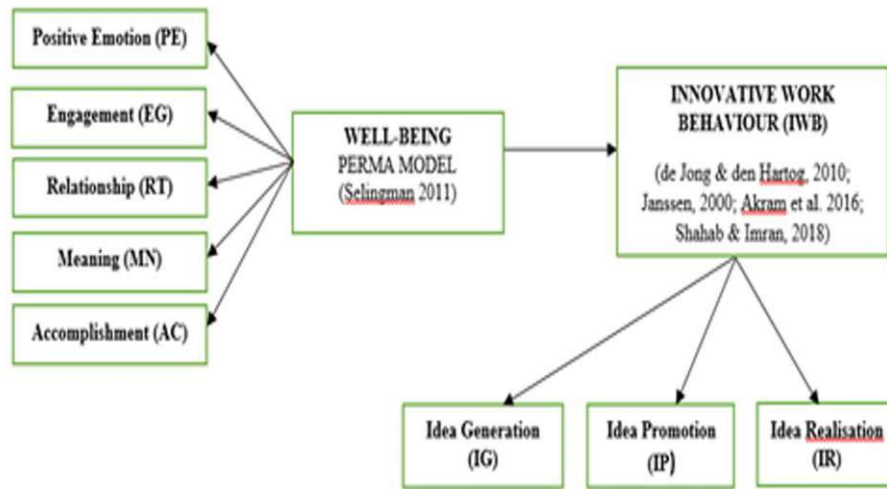 Positive Emotion (PE)
Engagement (EG)
Relationship (RT)
Meaning (MN)
Accomplishment (AC)
WELL-BEING
PERMA MODEL
(Selingman 2011)
INNOVATIVE WORK
BEHAVIOUR (IWB)
(de Jong & den Hartog, 2010;
Janssen, 2000; Akram et al. 2016;
Shahab & Imran, 2018)
Idea Generation
(IG)
Idea Promotion
(IP)
Idea Realisation
(IR)